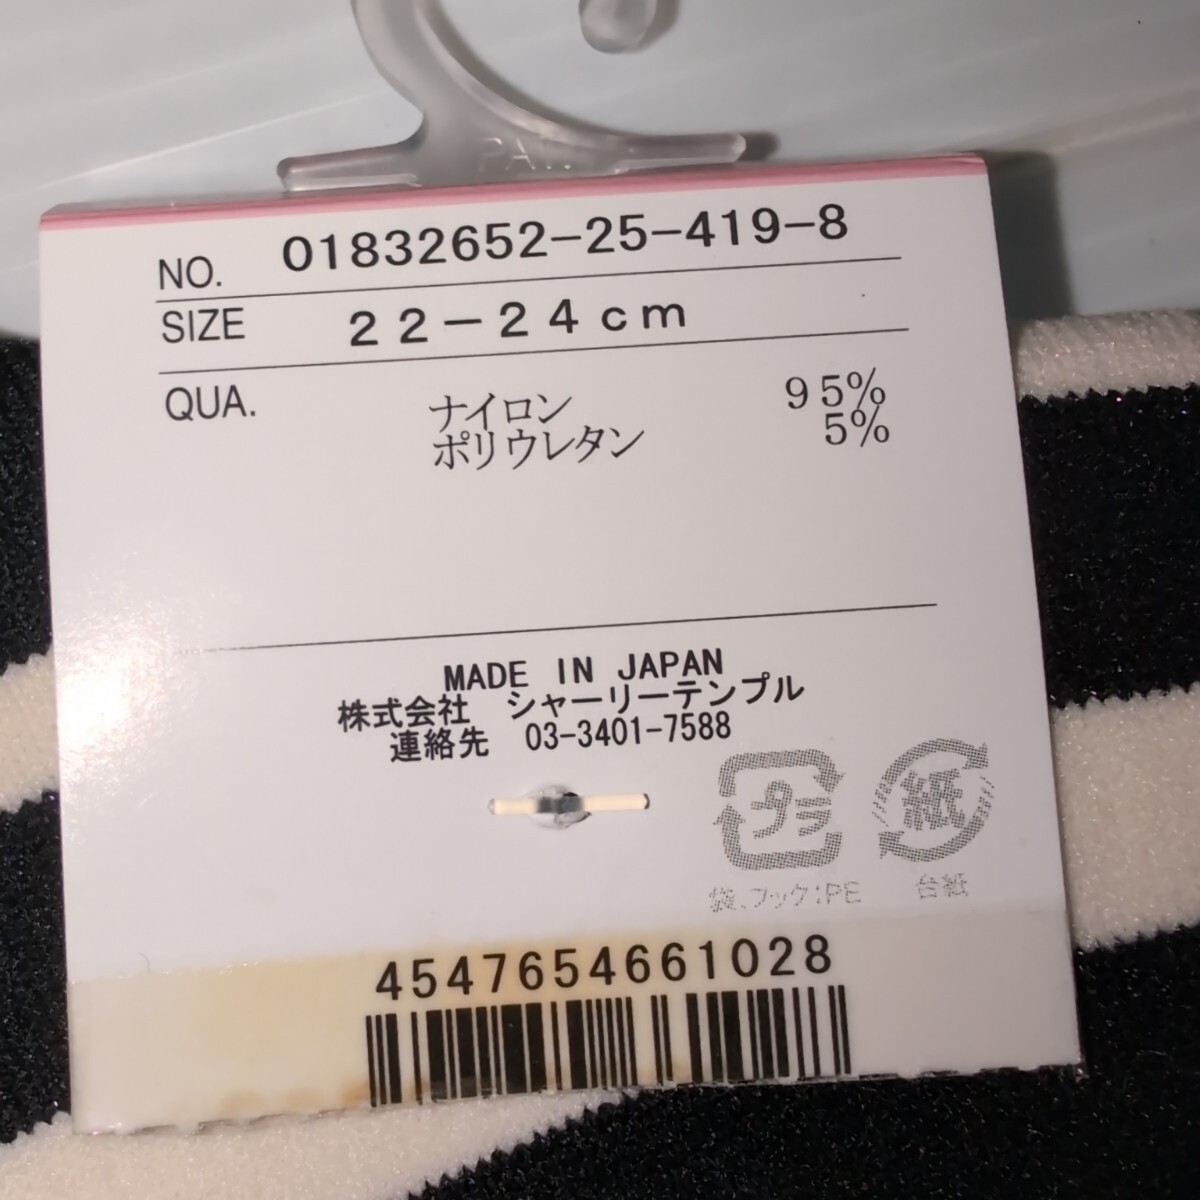 NO. 01832652-25-419-8
SIZE 22-24cm
QUA. ナイロン 95%
ポリウレタン 5%
MADE IN JAPAN
株式会社 シャーリーテンプル
連絡先 03-3401-7588
プラ 紙
袋、フック:PE 台紙
4547654661028